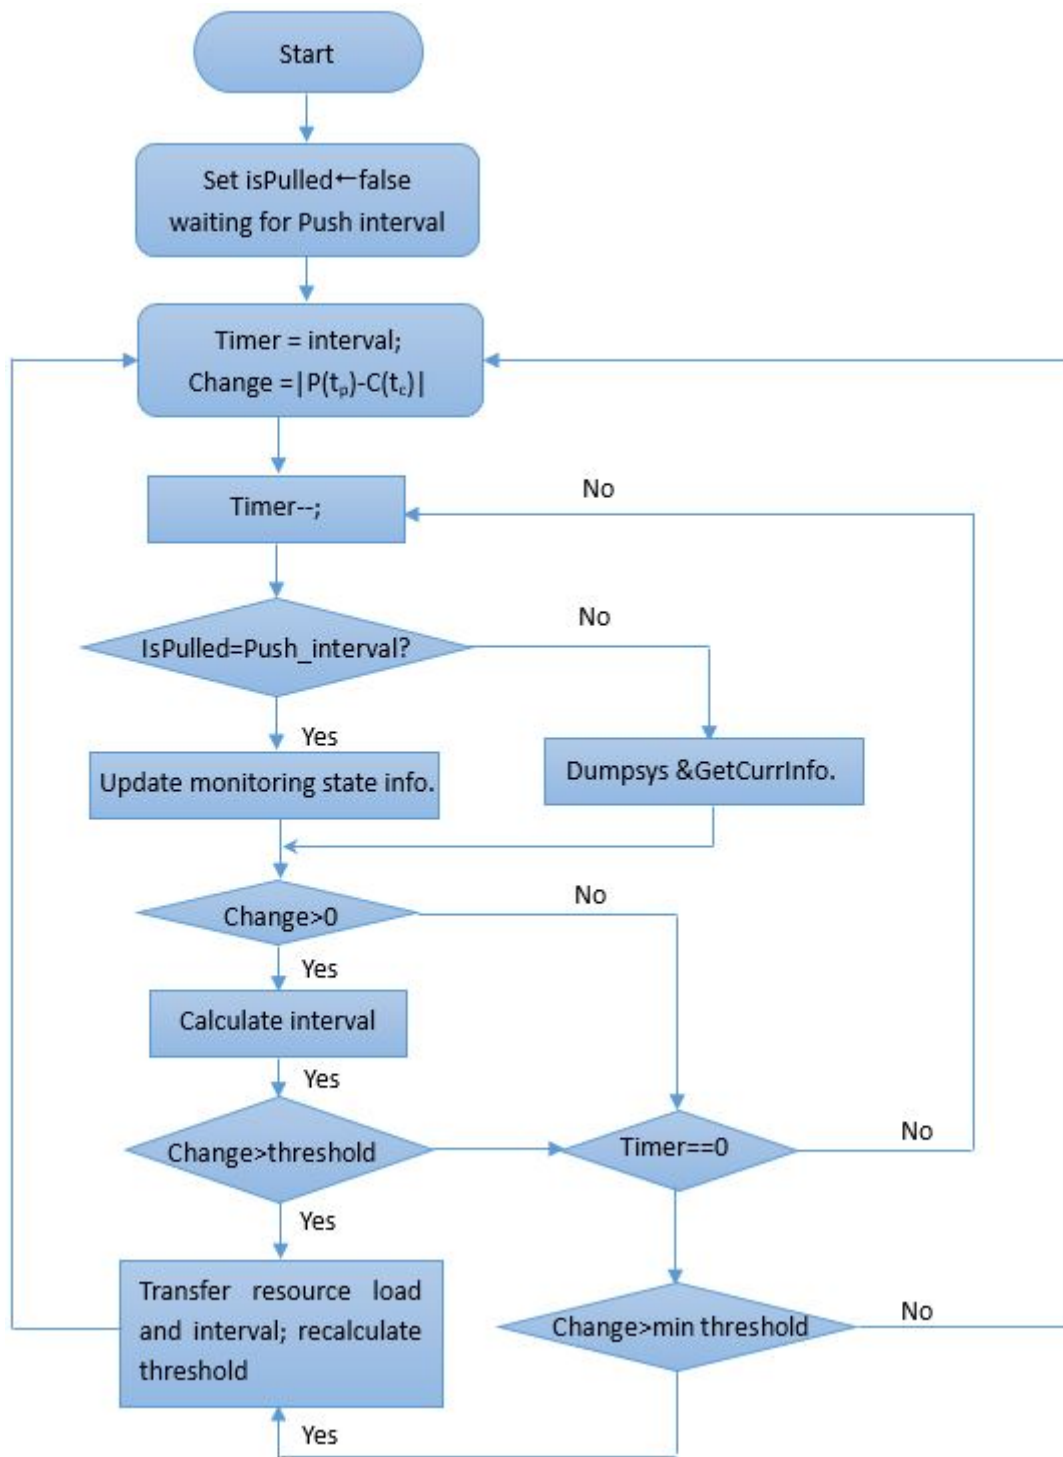 Start
Set isPulled←false
waiting for Push interval
Timer = interval;
Change =|P(tₚ)-C(t꜀)|
No
Timer--;
No
IsPulled=Push_interval?
Yes
Update monitoring state info.
Dumpsys &GetCurrInfo.
No
Change>0
Yes
Calculate interval
Yes
Change>threshold
Timer==0
No
Yes
Transfer resource load
and interval; recalculate
threshold
Change>min threshold
No
Yes